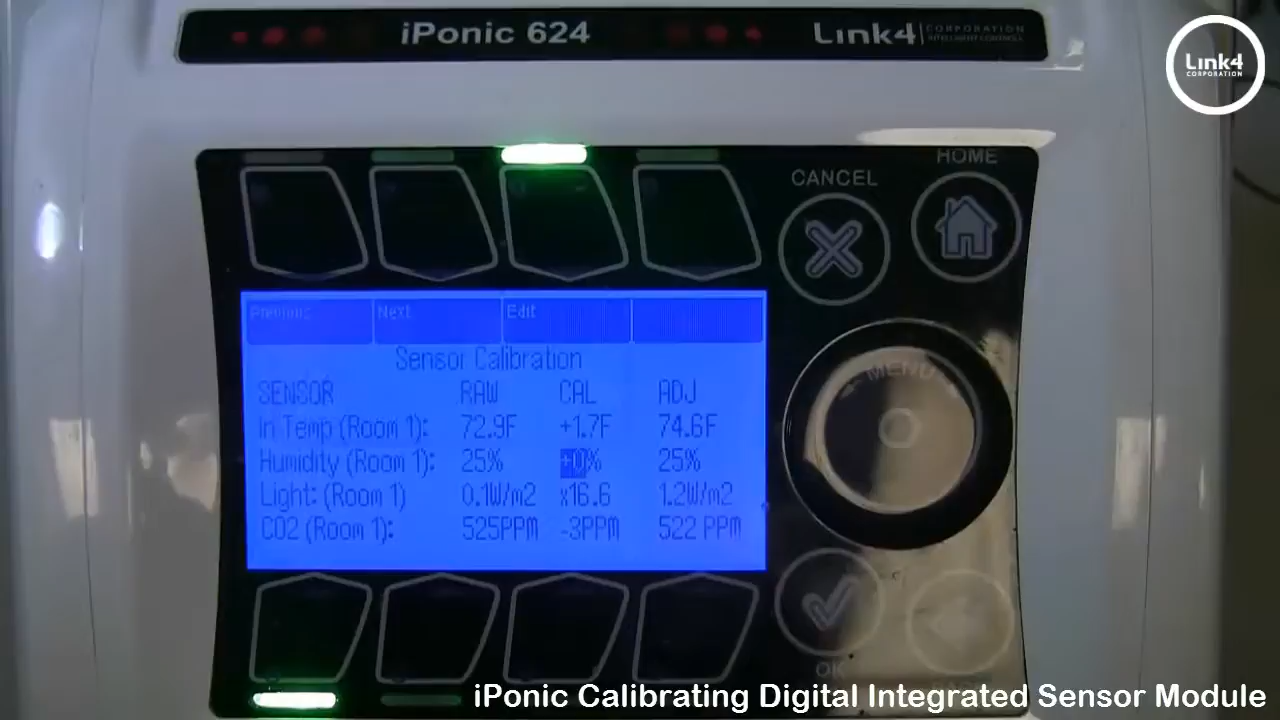 iPonic 624
Link4 CORPORATION
Link4
CORPORATION
HOME
CANCEL
Previous Next Edit
Sensor Calibration
SENSOR RAW CAL ADJ
In Temp (Room 1): 72.9F +1.7F 74.6F
Humidity (Room 1): 25% +0% 25%
Light: (Room 1) 0.1W/m2 x16.6 1.2W/m2
CO2 (Room 1): 525PPM -3PPM 522 PPM
MENU
OK
iPonic Calibrating Digital Integrated Sensor Module